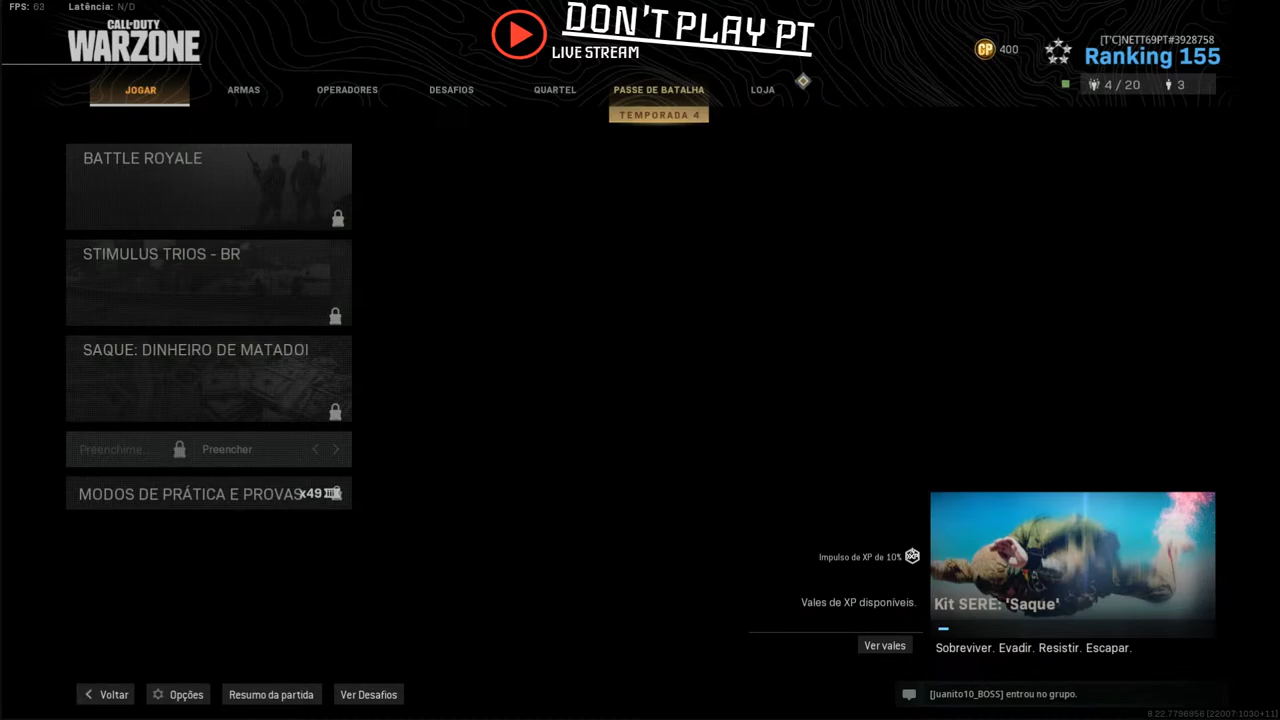 FPS: 63 Latência: N/D
CALL OF DUTY
WARZONE
DON'T PLAY PT
LIVE STREAM
CP 400
[T'C]NETT69PT#3928758
Ranking 155
4 / 20 3
JOGAR ARMAS OPERADORES DESAFIOS QUARTEL PASSE DE BATALHA LOJA
TEMPORADA 4
BATTLE ROYALE
STIMULUS TRIOS - BR
SAQUE: DINHEIRO DE MATADOI
Preenchime... Preencher
MODOS DE PRÁTICA E PROVAS x49
Impulso de XP de 10%
Vales de XP disponíveis.
Ver vales
Kit SERE: 'Saque'
Sobreviver. Evadir. Resistir. Escapar.
Voltar Opções Resumo da partida Ver Desafios
[Juanito10_BOSS] entrou no grupo.